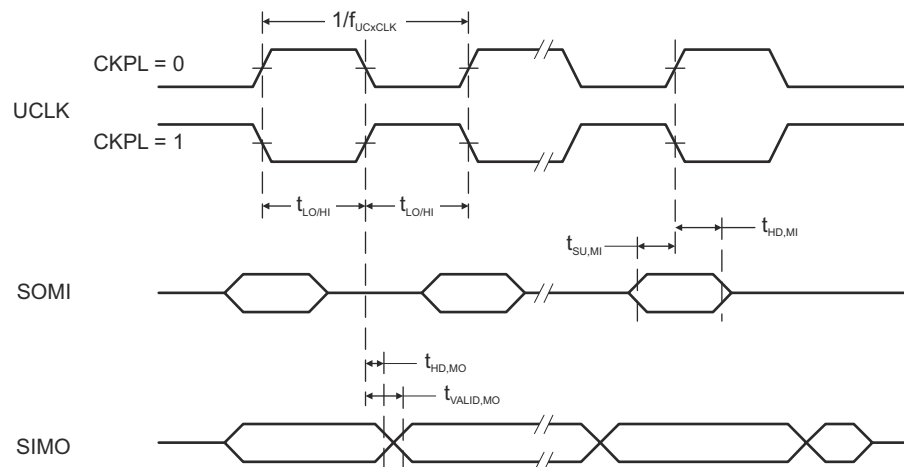 1/fUCxCLK
CKPL = 0
UCLK
CKPL = 1
tLO/HI tLO/HI
tSU,MI tHD,MI
SOMI
tHD,MO
tVALID,MO
SIMO